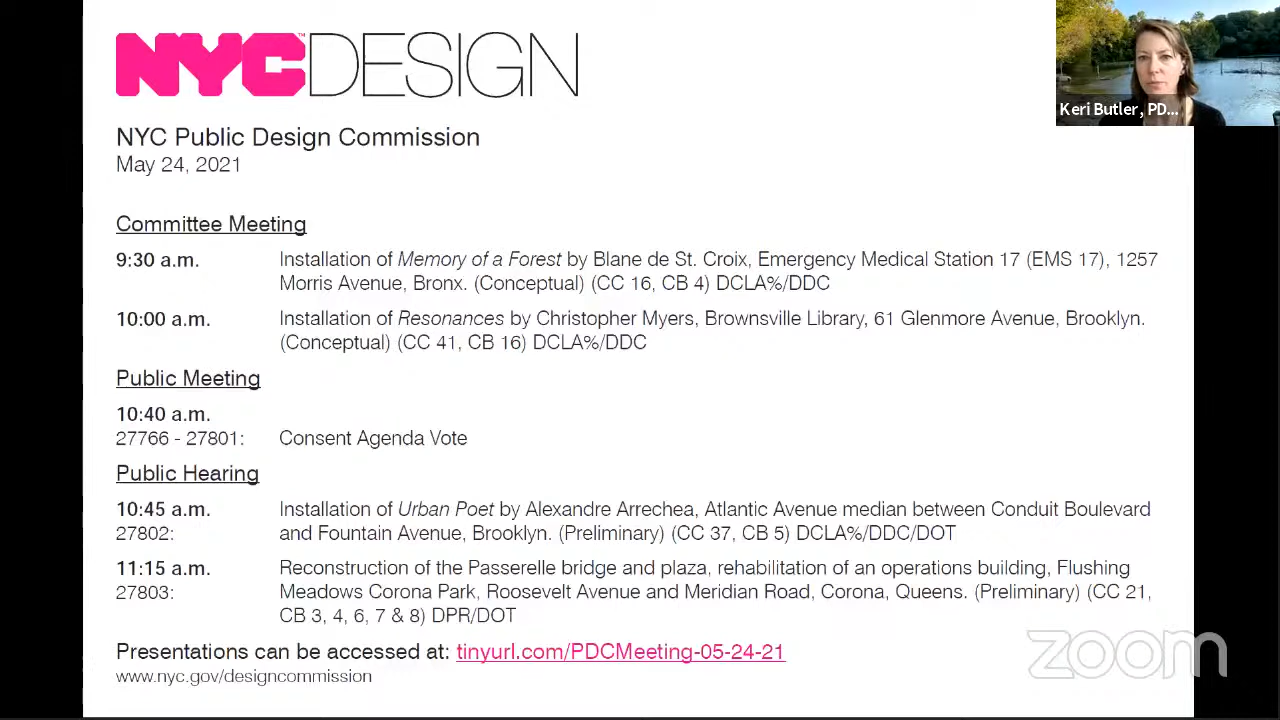 NYCDESIGN
Keri Butler, PD...
NYC Public Design Commission
May 24, 2021
Committee Meeting
9:30 a.m. Installation of Memory of a Forest by Blane de St. Croix, Emergency Medical Station 17 (EMS 17), 1257
Morris Avenue, Bronx. (Conceptual) (CC 16, CB 4) DCLA%/DDC
10:00 a.m. Installation of Resonances by Christopher Myers, Brownsville Library, 61 Glenmore Avenue, Brooklyn.
(Conceptual) (CC 41, CB 16) DCLA%/DDC
Public Meeting
10:40 a.m.
27766 - 27801: Consent Agenda Vote
Public Hearing
10:45 a.m. Installation of Urban Poet by Alexandre Arrechea, Atlantic Avenue median between Conduit Boulevard
27802: and Fountain Avenue, Brooklyn. (Preliminary) (CC 37, CB 5) DCLA%/DDC/DOT
11:15 a.m. Reconstruction of the Passerelle bridge and plaza, rehabilitation of an operations building, Flushing
27803: Meadows Corona Park, Roosevelt Avenue and Meridian Road, Corona, Queens. (Preliminary) (CC 21,
CB 3, 4, 6, 7 & 8) DPR/DOT
Presentations can be accessed at: tinyurl.com/PDCMeeting-05-24-21
www.nyc.gov/designcommission
zoom